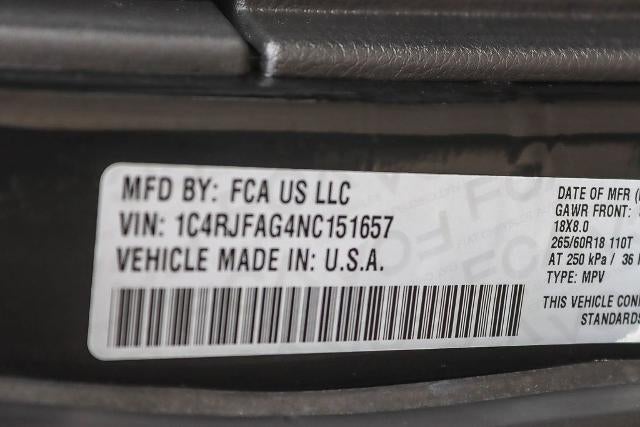 MFD BY: FCA US LLC
VIN: 1C4RJFAG4NC151657
VEHICLE MADE IN: U.S.A.
DATE OF MFR
GAWR FRONT:
18X8.0
265/60R18 110T
AT 250 kPa / 36
TYPE: MPV
THIS VEHICLE
STANDARDS